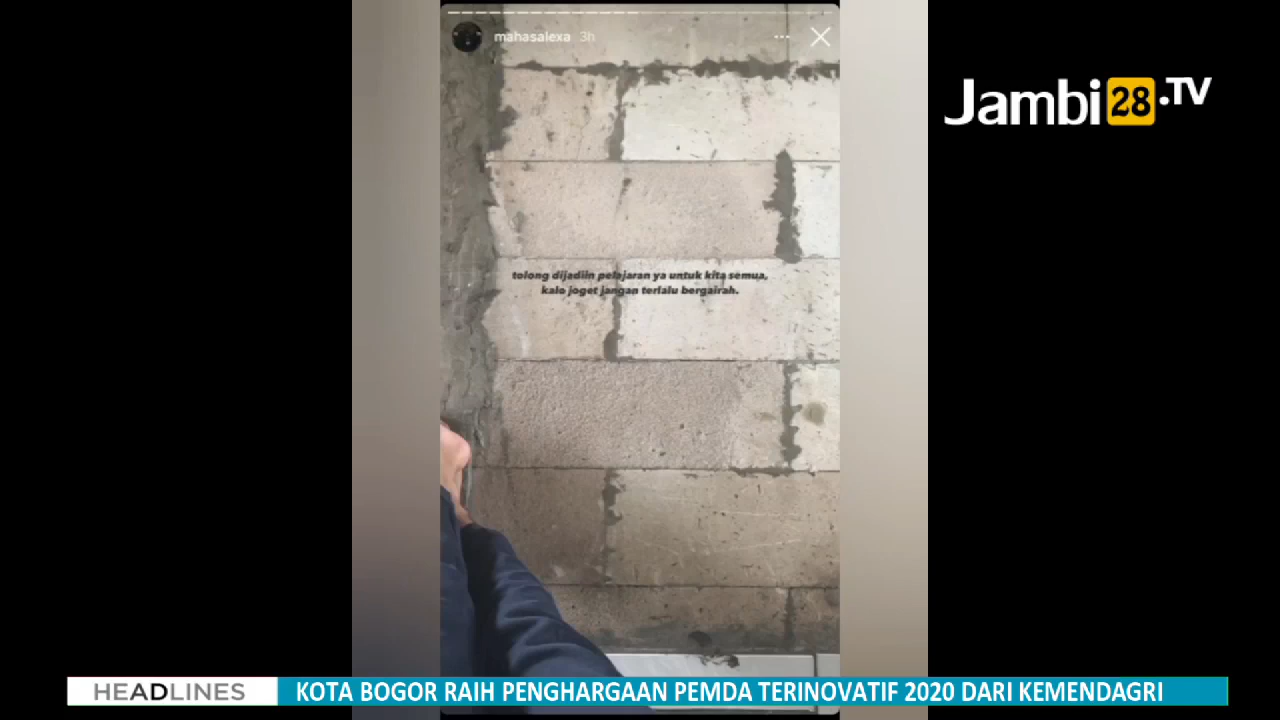 mahasalexa 3h
Jambi28.TV
tolong dijadiin pelajaran ya untuk kita semua,
kalo joget jangan terlalu bergairah.
HEADLINES
KOTA BOGOR RAIH PENGHARGAAN PEMDA TERINOVATIF 2020 DARI KEMENDAGRI